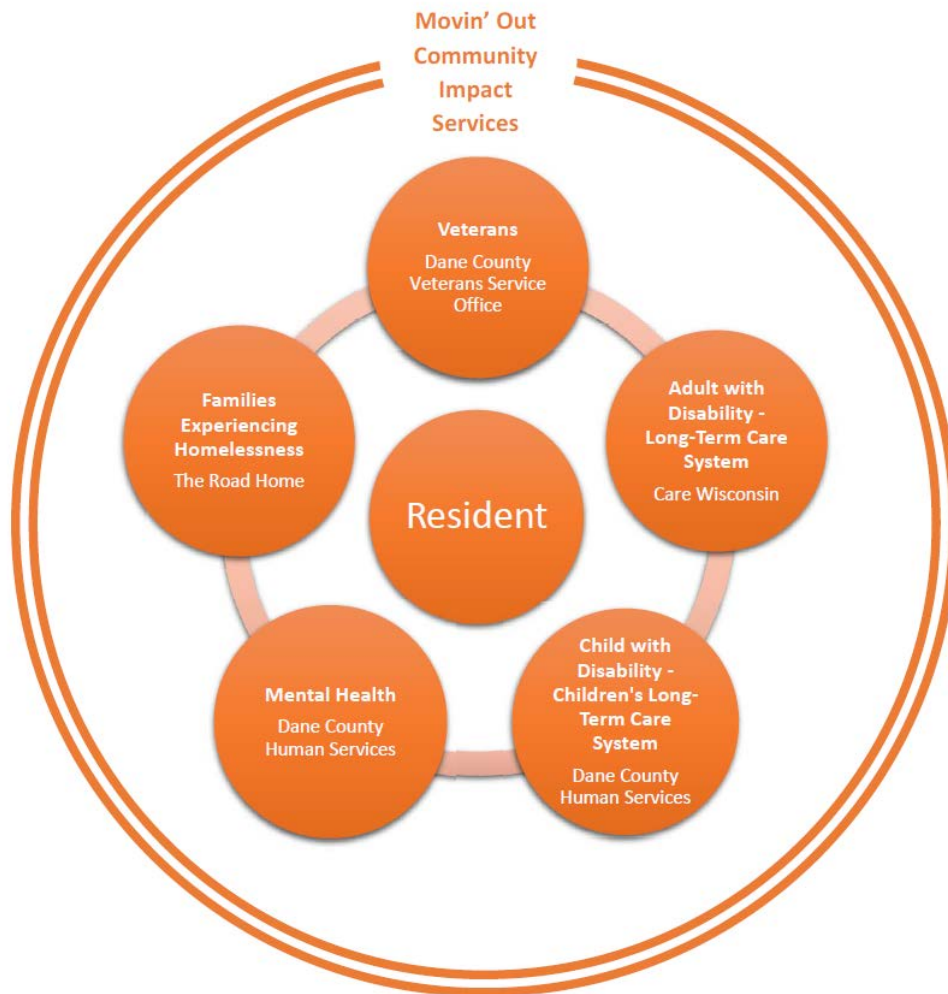 Movin’ Out
Community
Impact
Services
Veterans
Dane County
Veterans Service
Office
Adult with
Disability -
Long-Term Care
System
Care Wisconsin
Child with
Disability -
Children's Long-
Term Care
System
Dane County
Human Services
Mental Health
Dane County
Human Services
Families
Experiencing
Homelessness
The Road Home
Resident